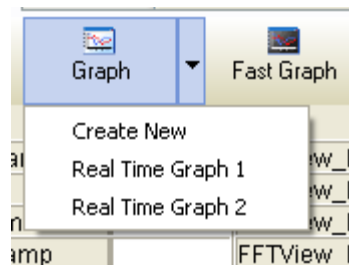 Graph
Fast Graph
Create New
Real Time Graph 1
Real Time Graph 2
amp
FFTView